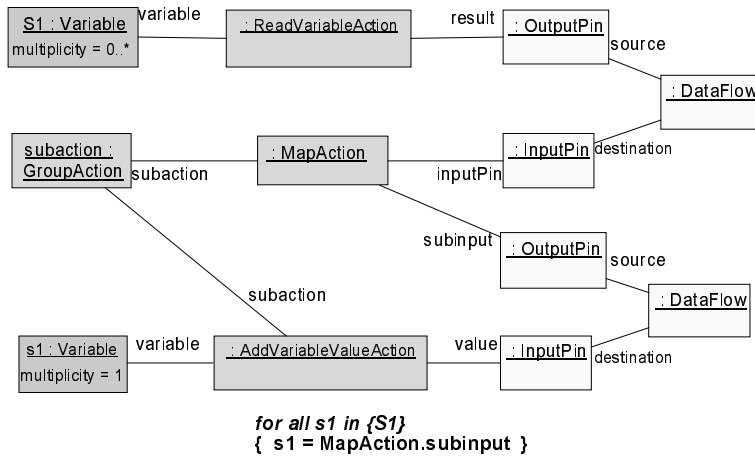 variable
result
S1 : Variable
multiplicity = 0..*
: ReadVariableAction
: OutputPin
source
: DataFlow
subaction :
GroupAction
subaction
: MapAction
inputPin
: InputPin
destination
subinput
: OutputPin
source
: DataFlow
subaction
s1 : Variable
multiplicity = 1
variable
: AddVariableValueAction
value
: InputPin
destination
for all s1 in {S1}
{ s1 = MapAction.subinput }